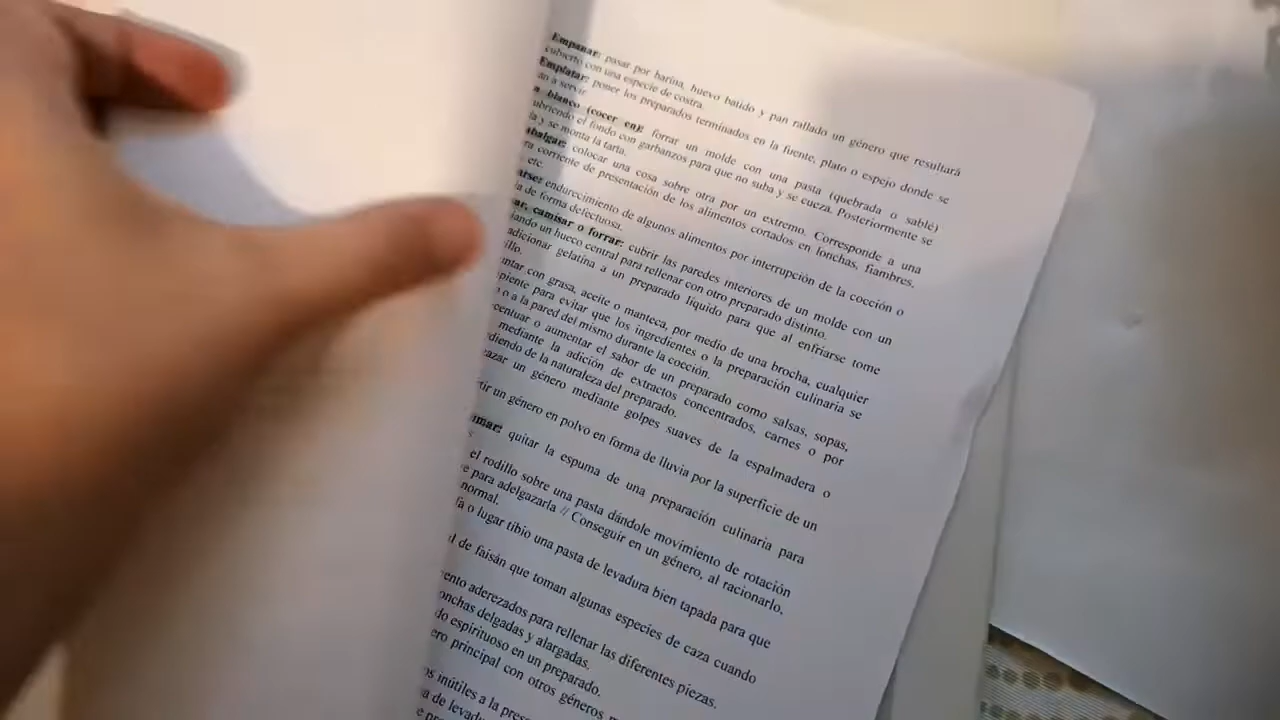 Empanar: pasar por harina, huevo batido y pan rallado un género que resultará
cubierto con una especie de costra.
Emplatar: poner los preparados terminados en la fuente, plato o espejo donde se
an a servir
blanco (cocer en): forrar un molde con una pasta (quebrada o sablé)
ubriendo el fondo con garbanzos para que no suba y se cueza. Posteriormente se
la y se monta la tarta.
abalgar: colocar una cosa sobre otra por un extremo. Corresponde a una
ra corriente de presentación de los alimentos cortados en lonchas, fiambres,
etc.
arse: endurecimiento de algunos alimentos por interrupción de la cocción o
la de forma defectuosa.
ar, camisar o forrar: cubrir las paredes interiores de un molde con un
lando un hueco central para rellenar con otro preparado distinto.
adicionar gelatina a un preparado líquido para que al enfriarse tome
illo.
ntar con grasa, aceite o manteca, por medio de una brocha, cualquier
piente para evitar que los ingredientes o la preparación culinaria se
o a la pared del mismo durante la cocción.
centuar o aumentar el sabor de un preparado como salsas, sopas,
mediante la adición de extractos concentrados, carnes o por
diendo de la naturaleza del preparado.
azar un género mediante golpes suaves de la espalmadera o
tir un género en polvo en forma de lluvia por la superficie de un
umar: quitar la espuma de una preparación culinaria para
el rodillo sobre una pasta dándole movimiento de rotación
e para adelgazarla // Conseguir en un género, al racionarlo,
normal.
fa o lugar tibio una pasta de levadura bien tapada para que
l de faisán que toman algunas especies de caza cuando
ento aderezados para rellenar las diferentes piezas.
onchas delgadas y alargadas.
do espirituoso en un preparado.
ero principal con otros géneros
os inútiles a la
a de